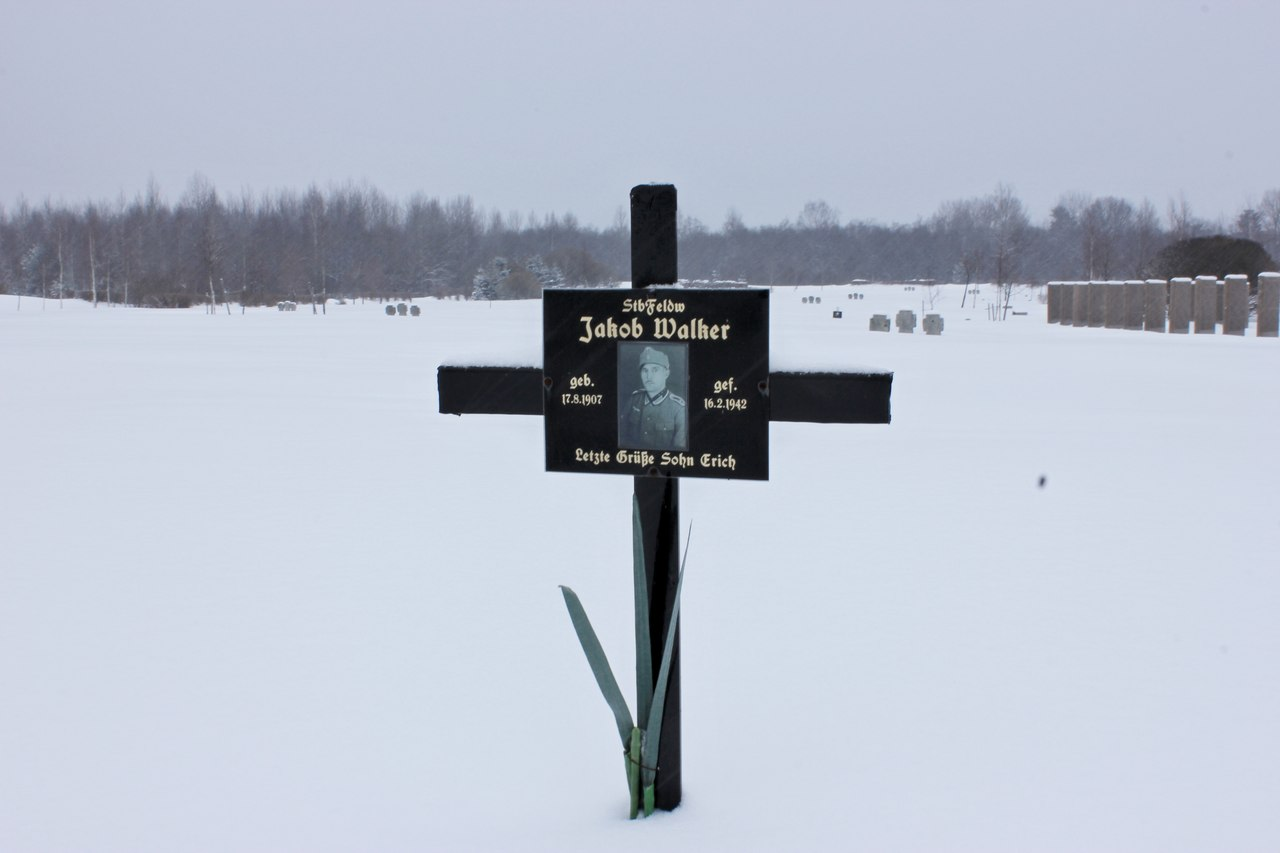 StbFeldw
Jakob Walker
geb.
17.8.1907
gef.
16.2.1942
Letzte Grüße Sohn Erich